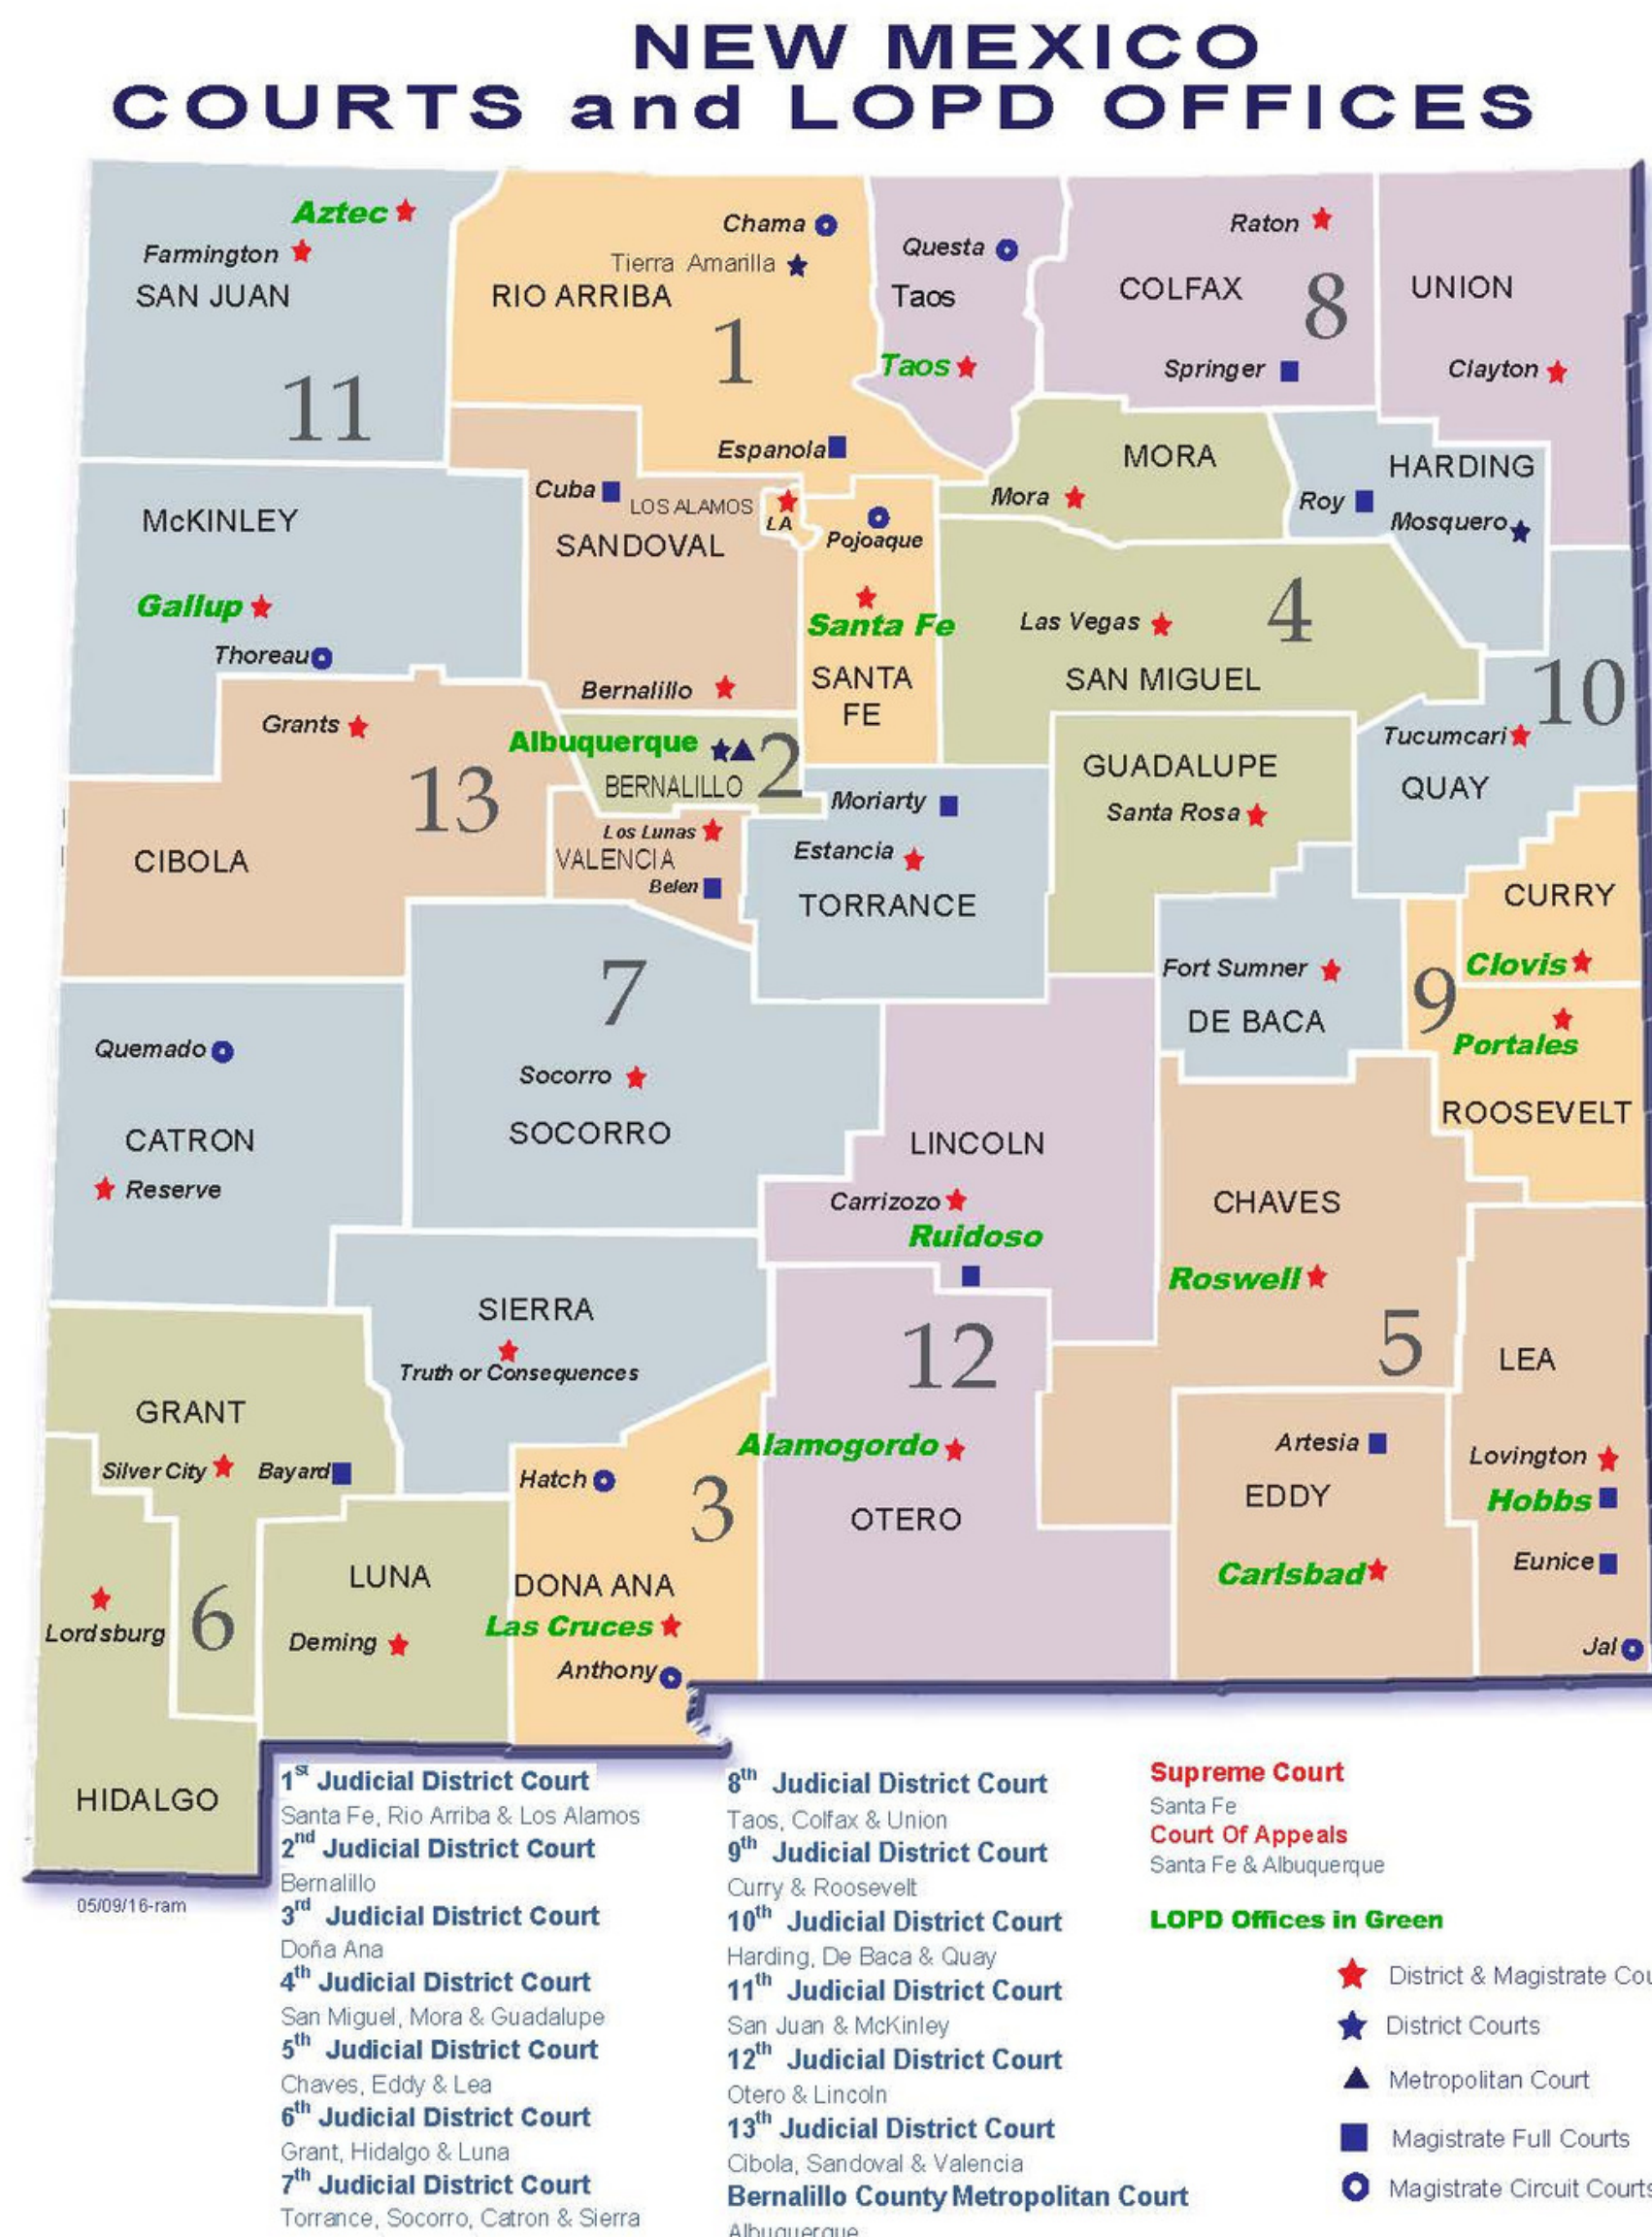 NEW MEXICO
COURTS and LOPD OFFICES
Aztec
Farmington
SAN JUAN
11
Chama
Tierra Amarilla
RIO ARRIBA
1
Espanola
Questa
Taos
Taos
Raton
COLFAX
8
Springer
UNION
Clayton
McKINLEY
Gallup
Thoreau
Cuba
LOS ALAMOS
LA
SANDOVAL
Bernalillo
Pojoaque
Santa Fe
SANTA
FE
MORA
Mora
HARDING
Roy
Mosquero
Las Vegas
4
SAN MIGUEL
10
Tucumcari
QUAY
Grants
13
CIBOLA
Albuquerque
2
BERNALILLO
Los Lunas
VALENCIA
Belen
Moriarty
Estancia
TORRANCE
GUADALUPE
Santa Rosa
CURRY
Clovis
9
Portales
ROOSEVELT
Fort Sumner
DE BACA
7
Quemado
CATRON
Reserve
Socorro
SOCORRO
LINCOLN
Carrizozo
Ruidoso
CHAVES
Roswell
5
LEA
SIERRA
Truth or Consequences
12
GRANT
Silver City
Bayard
Hatch
3
Alamogordo
OTERO
Artesia
EDDY
Carlsbad
Lovington
Hobbs
Eunice
Jal
LUNA
Deming
DONA ANA
Las Cruces
Anthony
6
Lordsburg
HIDALGO
05/09/16-ram
1st Judicial District Court
Santa Fe, Rio Arriba & Los Alamos
2nd Judicial District Court
Bernalillo
3rd Judicial District Court
Doña Ana
4th Judicial District Court
San Miguel, Mora & Guadalupe
5th Judicial District Court
Chaves, Eddy & Lea
6th Judicial District Court
Grant, Hidalgo & Luna
7th Judicial District Court
Torrance, Socorro, Catron & Sierra
8th Judicial District Court
Taos, Colfax & Union
9th Judicial District Court
Curry & Roosevelt
10th Judicial District Court
Harding, De Baca & Quay
11th Judicial District Court
San Juan & McKinley
12th Judicial District Court
Otero & Lincoln
13th Judicial District Court
Cibola, Sandoval & Valencia
Bernalillo County Metropolitan Court
Albuquerque
Supreme Court
Santa Fe
Court Of Appeals
Santa Fe & Albuquerque
LOPD Offices in Green
District & Magistrate Cou
District Courts
Metropolitan Court
Magistrate Full Courts
Magistrate Circuit Courts